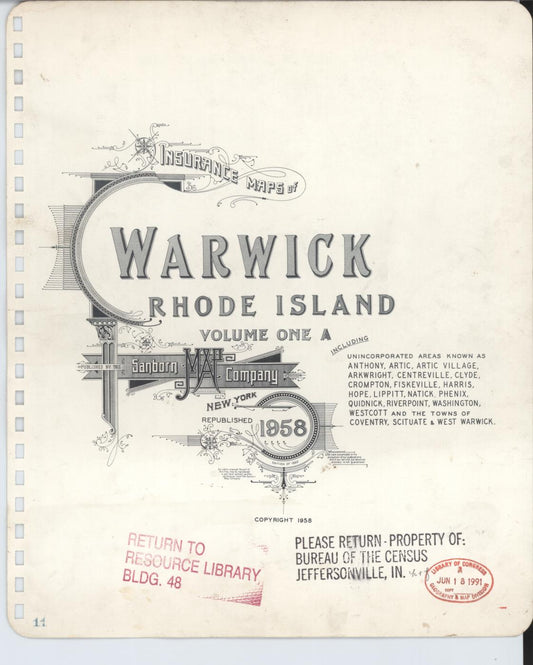 INSURANCE MAPS of
WARWICK
RHODE ISLAND
VOLUME ONE A
INCLUDING
UNINCORPORATED AREAS KNOWN AS
ANTHONY, ARTIC, ARTIC VILLAGE,
ARKWRIGHT, CENTREVILLE, CLYDE,
CROMPTON, FISKEVILLE, HARRIS,
HOPE, LIPPITT, NATICK, PHENIX,
QUIDNICK, RIVERPOINT, WASHINGTON,
WESTCOTT AND THE TOWNS OF
COVENTRY, SCITUATE & WEST WARWICK.
PUBLISHED BY THE
Sanborn MAP Company
NEW YORK
REPUBLISHED
1958
COPYRIGHT 1958
RETURN TO
RESOURCE LIBRARY
BLDG. 48
PLEASE RETURN - PROPERTY OF:
BUREAU OF THE CENSUS
JEFFERSONVILLE, IN.
LIBRARY OF CONGRESS
JUN 18 1991
GEOGRAPHY & MAP DIVISION
11